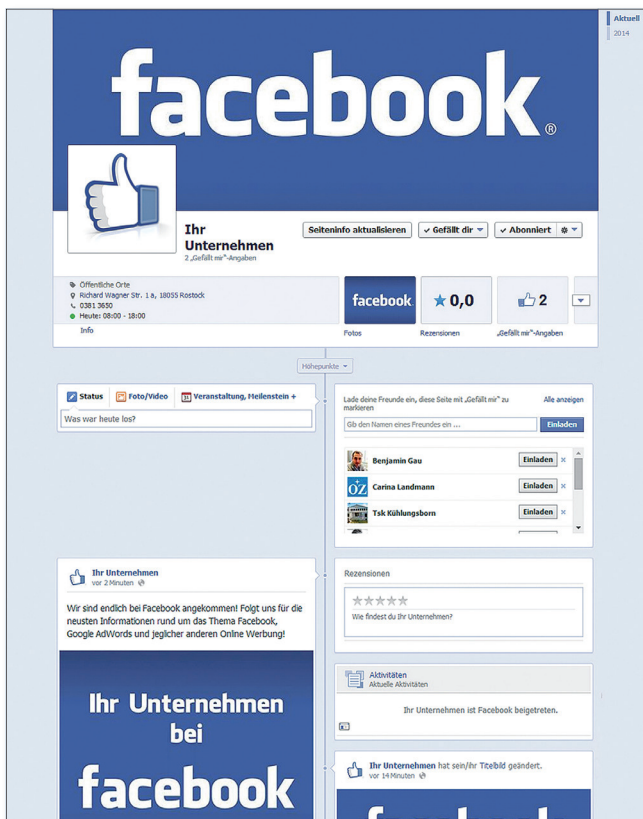 Aktuell
2014
facebook®
Ihr
Unternehmen
2 „Gefällt mir“-Angaben
Seiteninfo aktualisieren
Gefällt dir
Abonniert
Öffentliche Orte
Richard Wagner Str. 1 a, 18055 Rostock
0381 3650
Heute: 08:00 - 18:00
Info
facebook
0,0
2
Fotos
Rezensionen
„Gefällt mir“-Angaben
Höhepunkte
Status Foto/Video 31 Veranstaltung, Meilenstein +
Was war heute los?
Lade deine Freunde ein, diese Seite mit „Gefällt mir“ zu
markieren
Alle anzeigen
Gib den Namen eines Freundes ein ...
Einladen
Benjamin Gau Einladen ×
OZ
Carina Landmann Einladen ×
Tsk Kühlungsborn Einladen ×
Ihr Unternehmen
vor 2 Minuten
Wir sind endlich bei Facebook angekommen! Folgt uns für die
neusten Informationen rund um das Thema Facebook,
Google AdWords und jeglicher anderen Online Werbung!
Ihr Unternehmen
bei
facebook
Rezensionen
Wie findest du Ihr Unternehmen?
Aktivitäten
Aktuelle Aktivitäten
Ihr Unternehmen ist Facebook beigetreten.
Ihr Unternehmen hat sein/ihr Titelbild geändert.
vor 14 Minuten